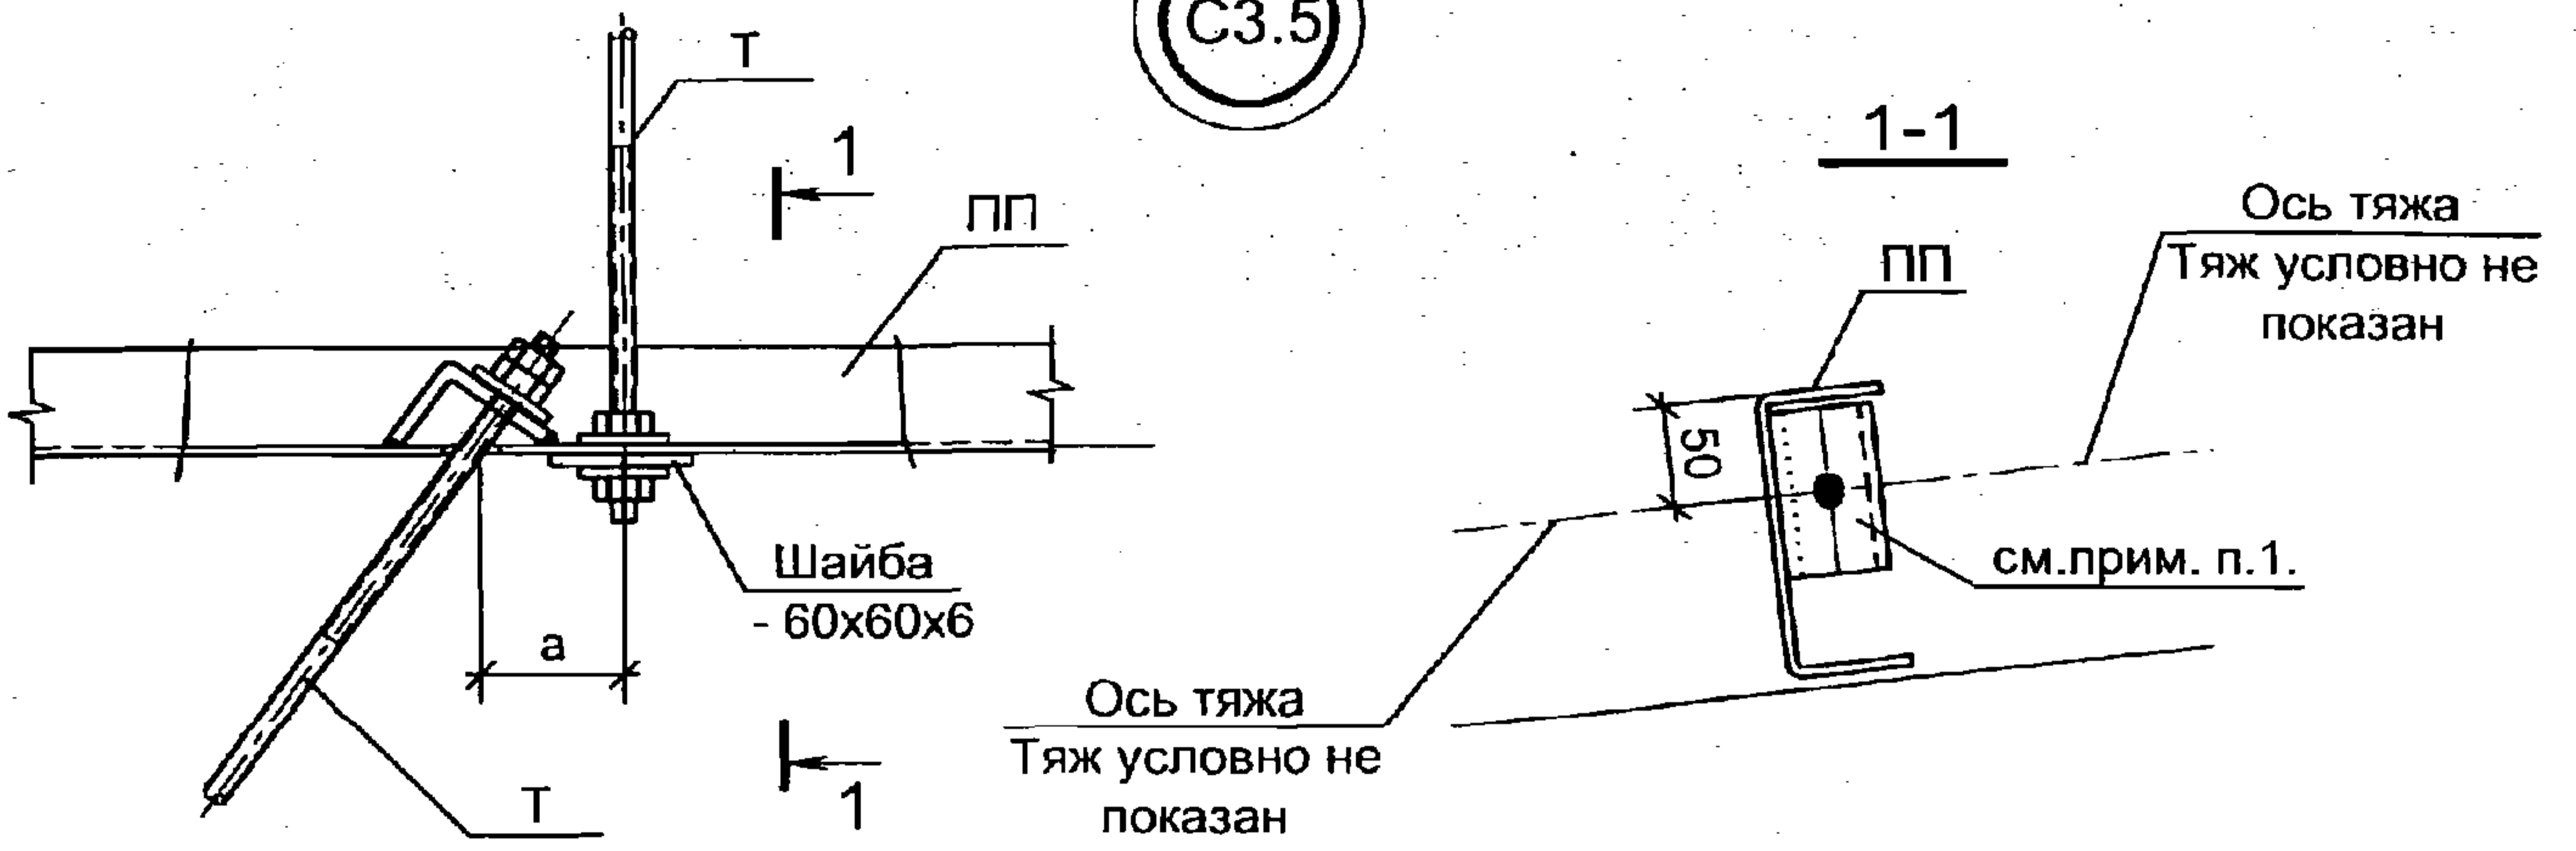 С3.5
Т
1
ПП
Шайба
- 60х60х6
а
Т
1
1-1
Ось тяжа
Тяж условно не
показан
ПП
50
см.прим. п.1.
Ось тяжа
Тяж условно не
показан